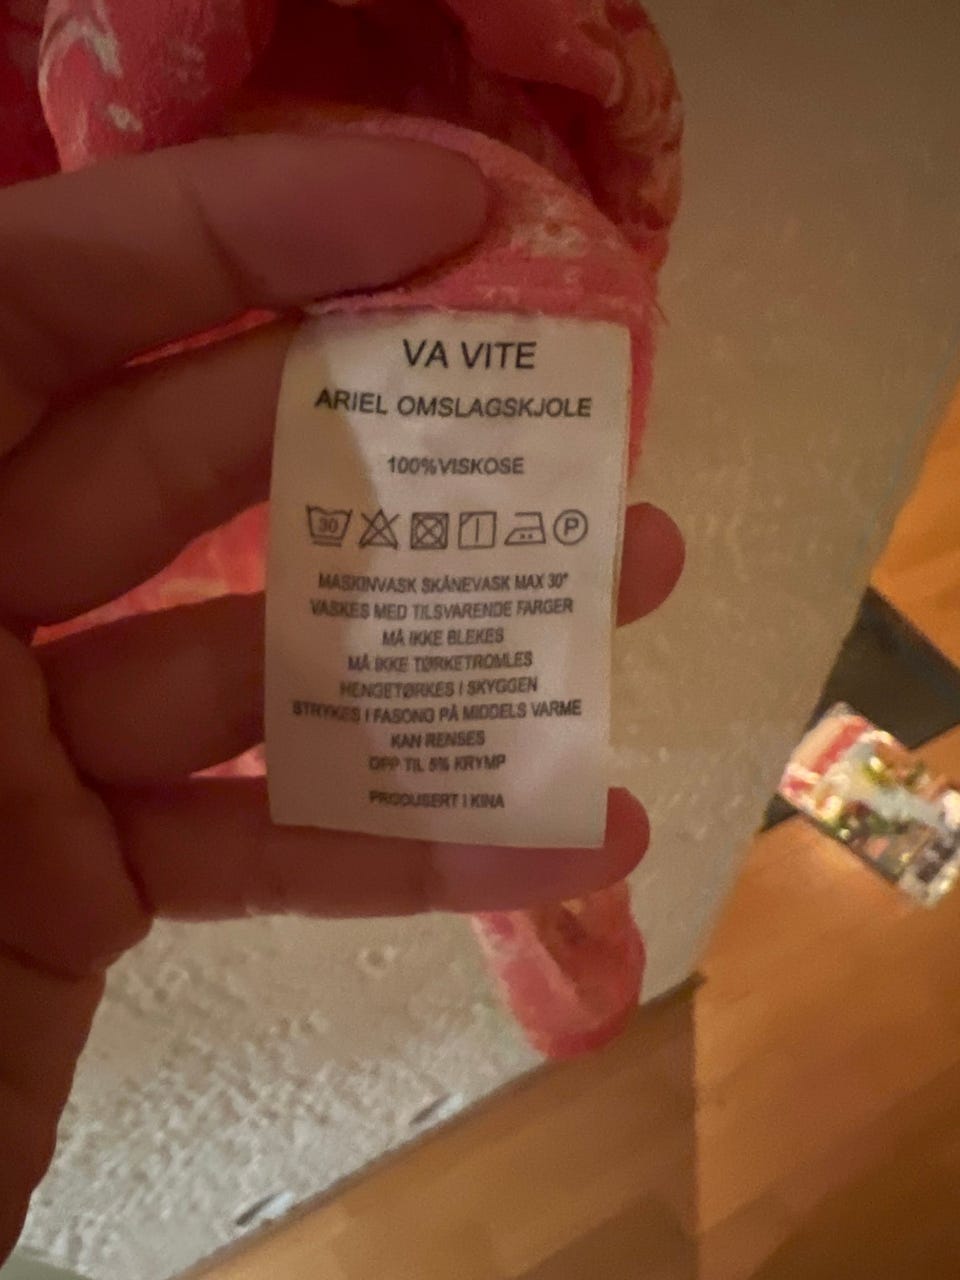 VA VITE
ARIEL OMSLAGSKJOLE
100%VISKOSE
30 P
MASKINVASK SKÅNEVASK MAX 30°
VASKES MED TILSVARENDE FARGER
MÅ IKKE BLEKES
MÅ IKKE TØRKETROMLES
HENGETØRKES I SKYGGEN
STRYKES I FASONG PÅ MIDDELS VARME
KAN RENSES
OPP TIL 5% KRYMP
PRODUSERT I KINA